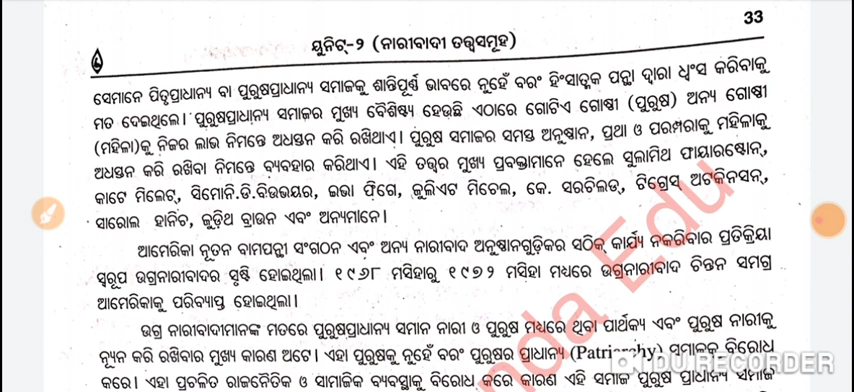 33
ୟୁନିଟ୍-୨ (ନାରୀବାଦୀ ତତ୍ତ୍ୱସମୂହ)
ସେମାନେ ପିତୃପ୍ରାଧାନ୍ୟ ବା ପୁରୁଷପ୍ରାଧାନ୍ୟ ସମାଜକୁ ଶାନ୍ତିପୂର୍ଣ୍ଣ ଭାବରେ ନୁହେଁ ବରଂ ହିଂସାତ୍ମକ ପନ୍ଥା ଦ୍ୱାରା ଧ୍ୱଂସ କରିବାକୁ
ମତ ଦେଇଥିଲେ। ପୁରୁଷପ୍ରାଧାନ୍ୟ ସମାଜର ମୁଖ୍ୟ ବୈଶିଷ୍ଟ୍ୟ ହେଉଛି ଏଠାରେ ଗୋଟିଏ ଗୋଷ୍ଠୀ (ପୁରୁଷ) ଅନ୍ୟ ଗୋଷ୍ଠୀ
(ମହିଳା)କୁ ନିଜର ଲାଭ ନିମନ୍ତେ ଅଧସ୍ତନ କରି ରଖିଥାଏ। ପୁରୁଷ ସମାଜର ସମସ୍ତ ଅନୁଷ୍ଠାନ, ପ୍ରଥା ଓ ପରମ୍ପରାକୁ ମହିଳାକୁ
ଅଧସ୍ତନ କରି ରଖିବା ନିମନ୍ତେ ବ୍ୟବହାର କରିଥାଏ। ଏହି ତତ୍ତ୍ୱର ମୁଖ୍ୟ ପ୍ରବକ୍ତାମାନେ ହେଲେ ସୁଲାମିଥ ଫାୟାରଷ୍ଟୋନ୍,
କାଟେ ମିଲେଟ୍, ସିମୋନି.ଡି.ବିଉଭୟର, ଇଭା ଫିଗେ, ଜୁଲିଏଟ ମିଚେଲ, କେ. ସରଚିଲଡ୍, ଟିଗ୍ରେସ୍ ଅଟକିନସନ୍,
ସାରୋଲ ହାନିଚ, ଜୁଡ଼ିଥ ବ୍ରାଉନ ଏବଂ ଅନ୍ୟମାନେ।
ଆମେରିକା ନୂତନ ବାମପନ୍ଥୀ ସଂଗଠନ ଏବଂ ଅନ୍ୟ ନାରୀବାଦ ଅନୁଷ୍ଠାନଗୁଡ଼ିକର ସଠିକ୍ କାର୍ଯ୍ୟ ନକରିବାର ପ୍ରତିକ୍ରିୟା
ସ୍ୱରୂପ ଉଗ୍ରନାରୀବାଦର ସୃଷ୍ଟି ହୋଇଥିଲା। ୧୯୬୮ ମସିହାରୁ ୧୯୭୨ ମସିହା ମଧ୍ୟରେ ଉଗ୍ରନାରୀବାଦ ଚିନ୍ତନ ସମଗ୍ର
ଆମେରିକାକୁ ପରିବ୍ୟାପ୍ତ ହୋଇଥିଲା।
ଉଗ୍ର ନାରୀବାଦୀମାନଙ୍କ ମତରେ ପୁରୁଷପ୍ରାଧାନ୍ୟ ସମାନ ନାରୀ ଓ ପୁରୁଷ ମଧ୍ୟରେ ଥିବା ପାର୍ଥକ୍ୟ ଏବଂ ପୁରୁଷ ନାରୀକୁ
ନ୍ୟୂନ କରି ରଖିବାର ମୁଖ୍ୟ କାରଣ ଅଟେ। ଏହା ପୁରୁଷକୁ ନୁହେଁ ବରଂ ପୁରୁଷର ପ୍ରାଧାନ୍ୟ (Patriarchy) ସମାଜକୁ ବିରୋଧ
କରେ। ଏହା ପ୍ରଚଳିତ ରାଜନୈତିକ ଓ ସାମାଜିକ ବ୍ୟବସ୍ଥାକୁ ବିରୋଧ କରେ କାରଣ ଏହି ସମାଜ ପୁରୁଷ ପ୍ରାଧାନ୍ୟ ସମାଜ
nda Edu
DU RECORDER